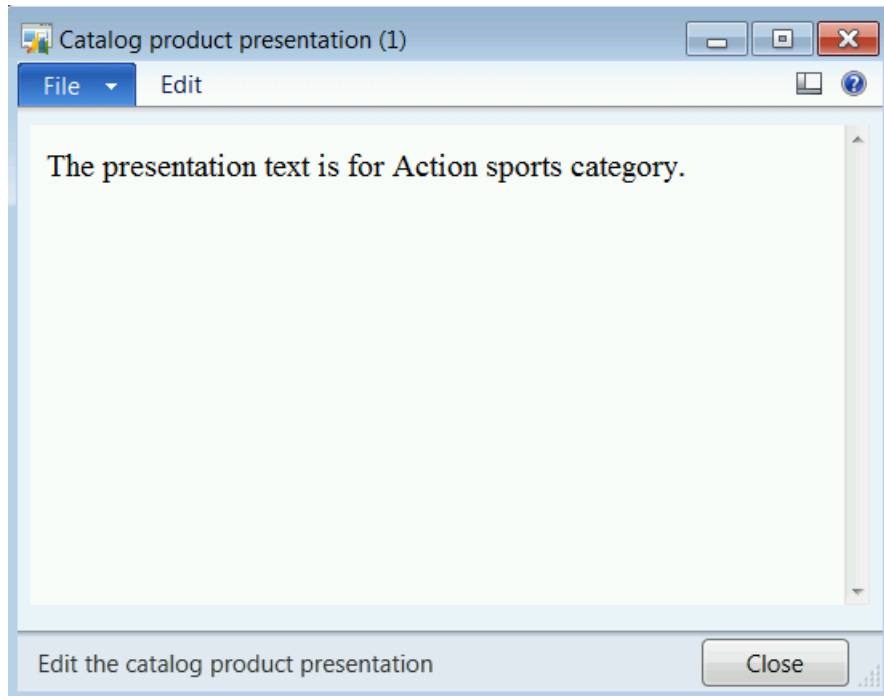 Catalog product presentation (1)
File Edit
The presentation text is for Action sports category.
Edit the catalog product presentation
Close